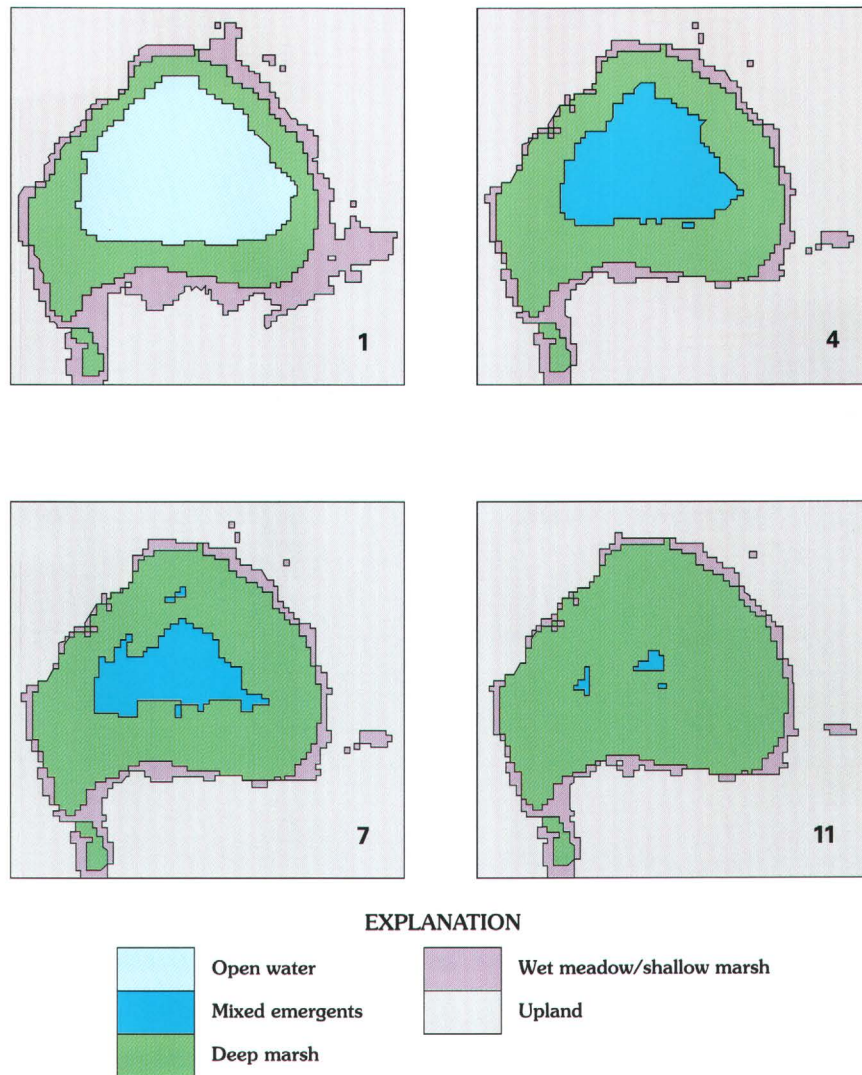 1
4
7
11
EXPLANATION
Open water
Mixed emergents
Deep marsh
Wet meadow/shallow marsh
Upland